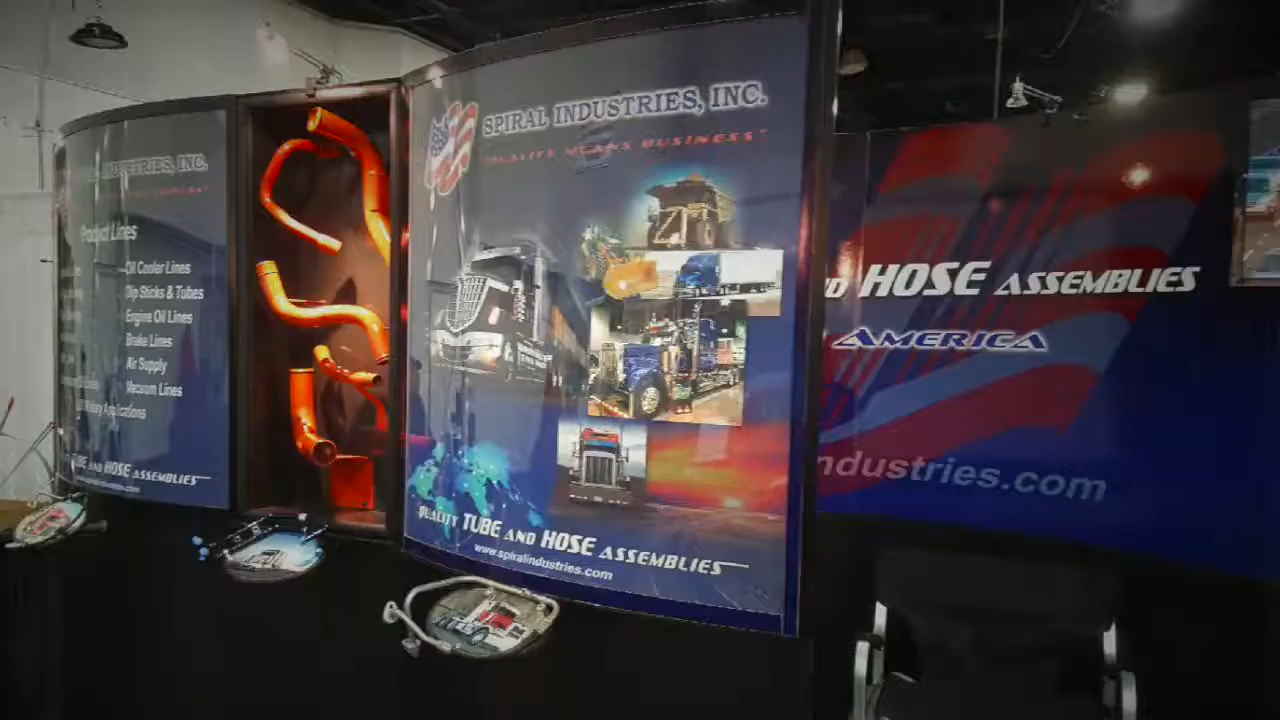 INDUSTRIES, INC.
Product Lines
Oil Cooler Lines
Dip Sticks & Tubes
Engine Oil Lines
Brake Lines
Air Supply
Vacuum Lines
Applications
TUBE AND HOSE ASSEMBLIES
SPIRAL INDUSTRIES, INC.
QUALITY MEANS BUSINESS
QUALITY TUBE AND HOSE ASSEMBLIES
www.spiralindustries.com
HOSE ASSEMBLIES
AMERICA
ndustries.com